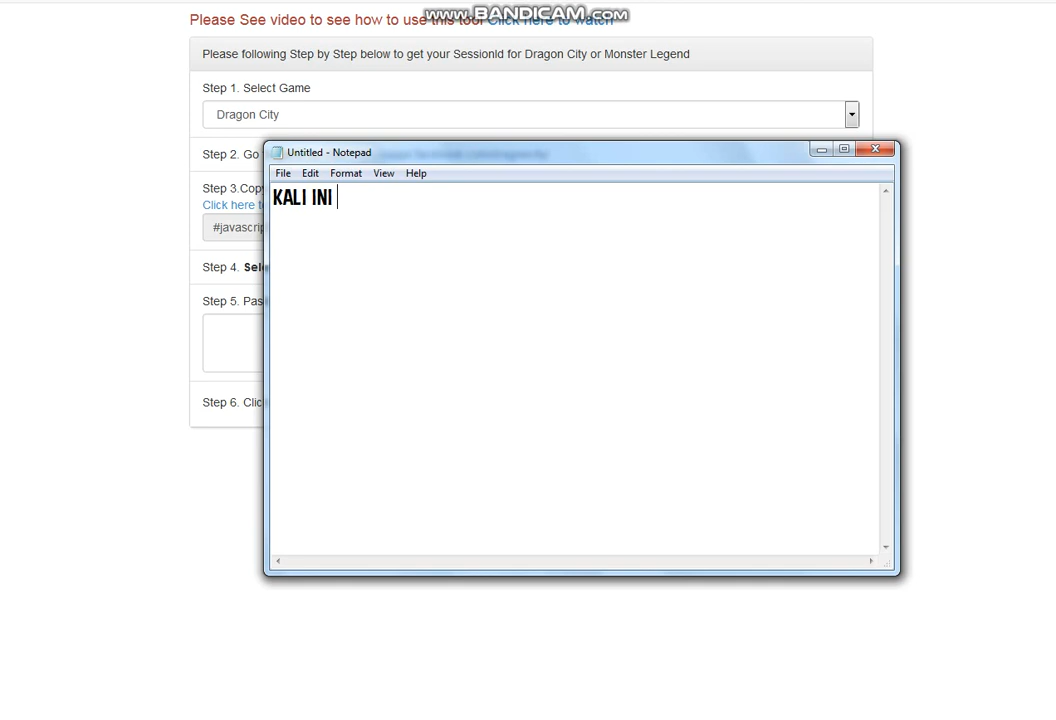 www.BANDICAM.com
Please See video to see how to use this tool Click here to watch
Please following Step by Step below to get your SessionId for Dragon City or Monster Legend
Step 1. Select Game
Dragon City
Step 2. Go
Untitled - Notepad
File Edit Format View Help
Step 3.Copy
KALI INI
Click here
#javascrip
Step 4. Sele
Step 5. Pas
Step 6. Clic